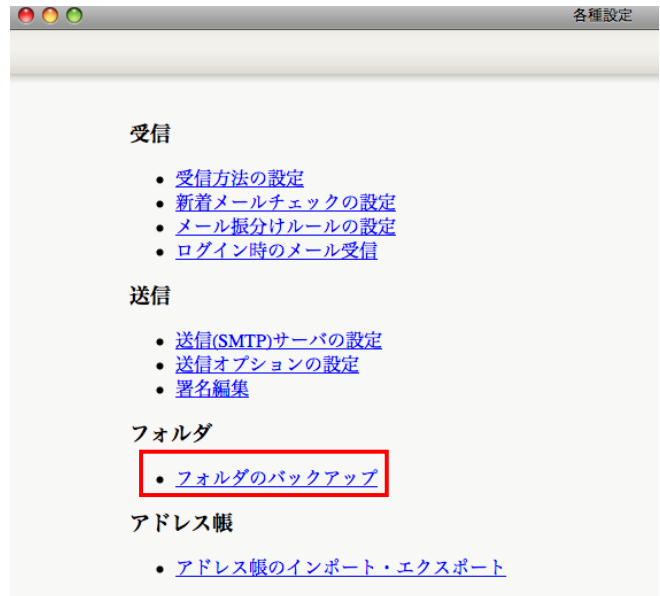 各種設定
受信
受信方法の設定
新着メールチェックの設定
メール振分けルールの設定
ログイン時のメール受信
送信
送信(SMTP)サーバの設定
送信オプションの設定
署名編集
フォルダ
フォルダのバックアップ
アドレス帳
アドレス帳のインポート・エクスポート